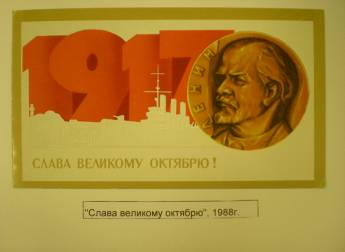 1917
ЛЕНИН
СЛАВА ВЕЛИКОМУ ОКТЯБРЮ!
"Слава великому октябрю". 1988г.